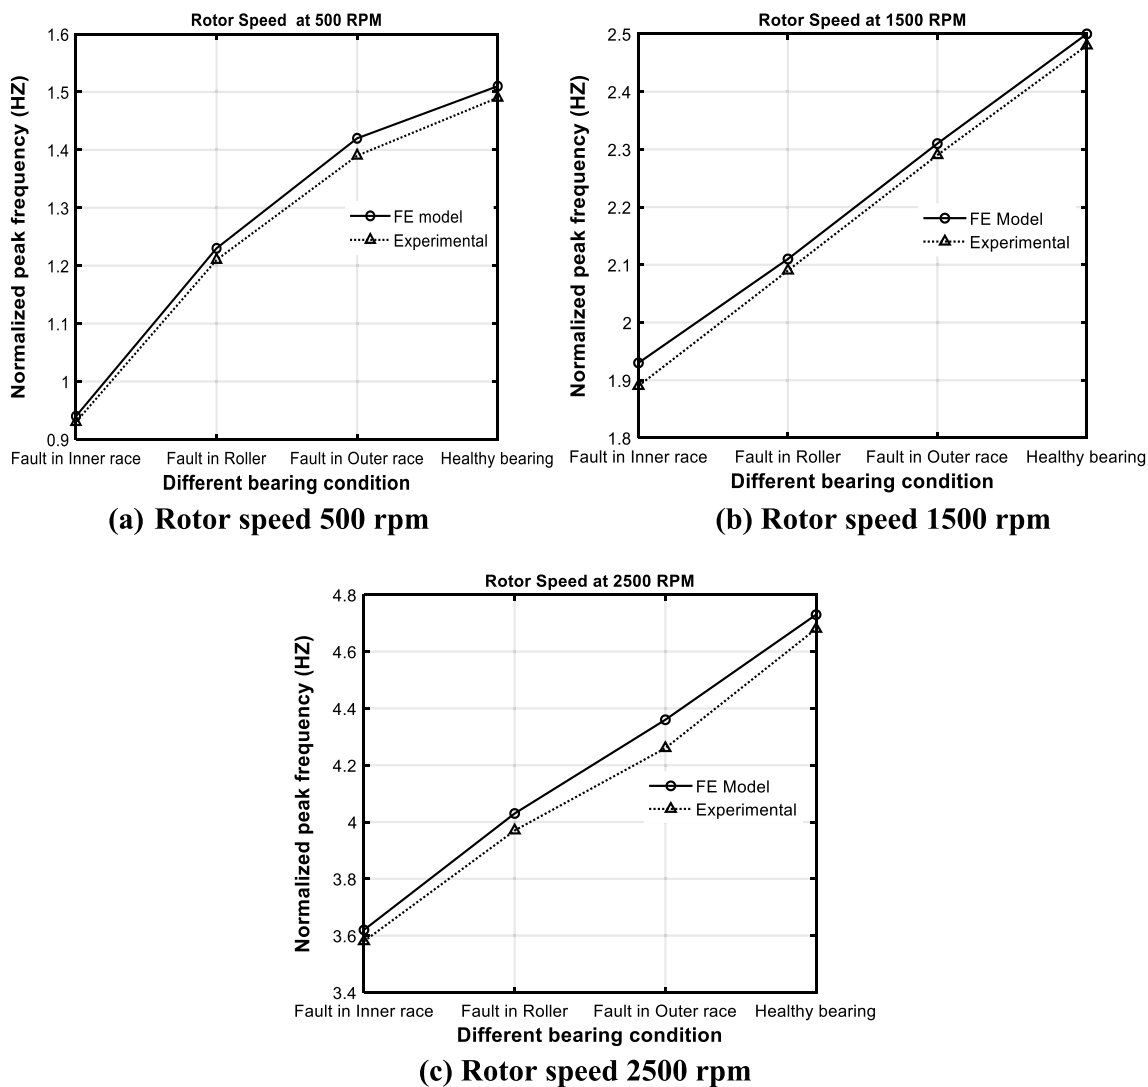 Rotor Speed at 500 RPM
Normalized peak frequency (HZ)
1.6
1.5
1.4
1.3
1.2
1.1
1
0.9
FE model
Experimental
Fault in Inner race Fault in Roller Fault in Outer race Healthy bearing
Different bearing condition
(a) Rotor speed 500 rpm
Rotor Speed at 1500 RPM
Normalized peak frequency (HZ)
2.5
2.4
2.3
2.2
2.1
2
1.9
1.8
FE Model
Experimental
Fault in Inner race Fault in Roller Fault in Outer race Healthy bearing
Different bearing condition
(b) Rotor speed 1500 rpm
Rotor Speed at 2500 RPM
Normalized peak frequency (HZ)
4.8
4.6
4.4
4.2
4
3.8
3.6
3.4
FE Model
Experimental
Fault in Inner race Fault in Roller Fault in Outer race Healthy bearing
Different bearing condition
(c) Rotor speed 2500 rpm